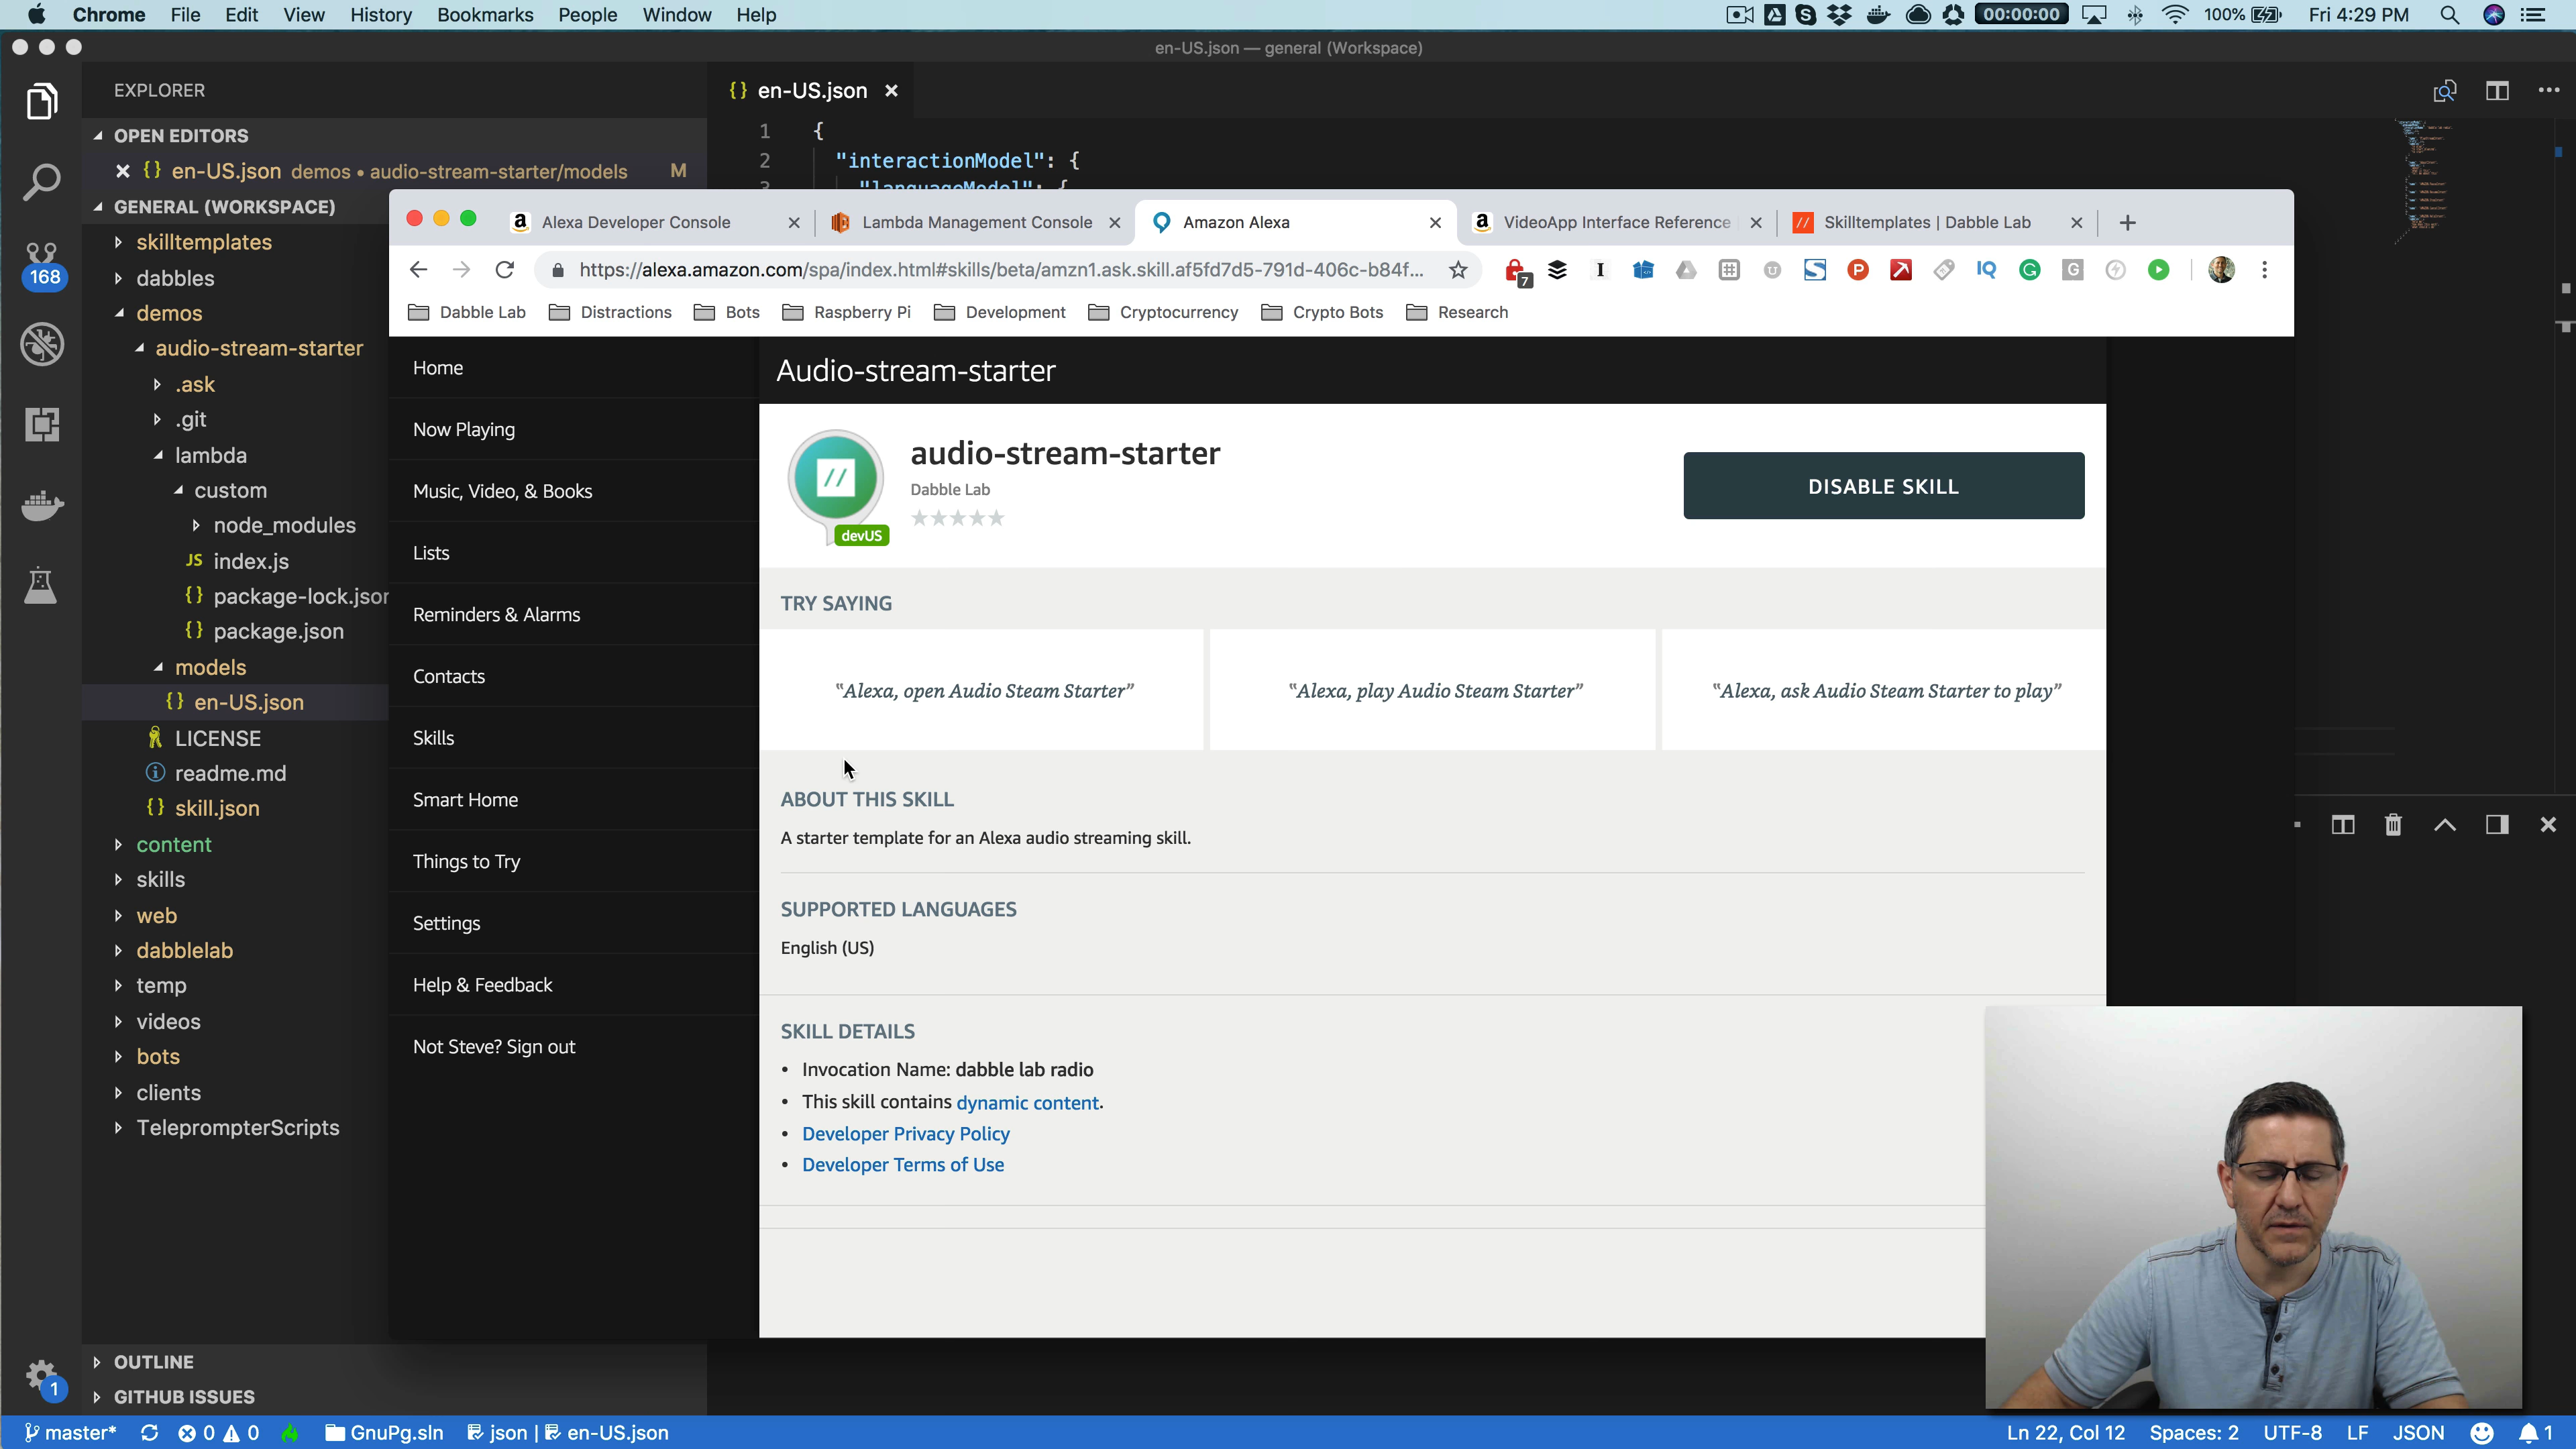 Chrome File Edit View History Bookmarks People Window Help
00:00:00 100% Fri 4:29 PM
en-US.json — general (Workspace)
EXPLORER
{} en-US.json
OPEN EDITORS
{} en-US.json demos • audio-stream-starter/models M
1 {
2 "interactionModel": {
3 "languageModel": {
GENERAL (WORKSPACE)
skilltemplates
dabbles
demos
audio-stream-starter
.ask
.git
lambda
custom
node_modules
JS index.js
{} package-lock.json
{} package.json
models
{} en-US.json
LICENSE
readme.md
{} skill.json
content
skills
web
dabblelab
temp
videos
bots
clients
TeleprompterScripts
OUTLINE
GITHUB ISSUES
168
1
Alexa Developer Console
Lambda Management Console
Amazon Alexa
VideoApp Interface Reference
Skilltemplates | Dabble Lab
https://alexa.amazon.com/spa/index.html#skills/beta/amzn1.ask.skill.af5fd7d5-791d-406c-b84f...
7
Dabble Lab Distractions Bots Raspberry Pi Development Cryptocurrency Crypto Bots Research
Home
Now Playing
Music, Video, & Books
Lists
Reminders & Alarms
Contacts
Skills
Smart Home
Things to Try
Settings
Help & Feedback
Not Steve? Sign out
Audio-stream-starter
// devUS
audio-stream-starter
Dabble Lab
DISABLE SKILL
TRY SAYING
"Alexa, open Audio Steam Starter"
"Alexa, play Audio Steam Starter"
"Alexa, ask Audio Steam Starter to play"
ABOUT THIS SKILL
A starter template for an Alexa audio streaming skill.
SUPPORTED LANGUAGES
English (US)
SKILL DETAILS
• Invocation Name: dabble lab radio
• This skill contains dynamic content.
• Developer Privacy Policy
• Developer Terms of Use
master* 0 0 GnuPg.sln json | en-US.json
Ln 22, Col 12 Spaces: 2 UTF-8 LF JSON 1